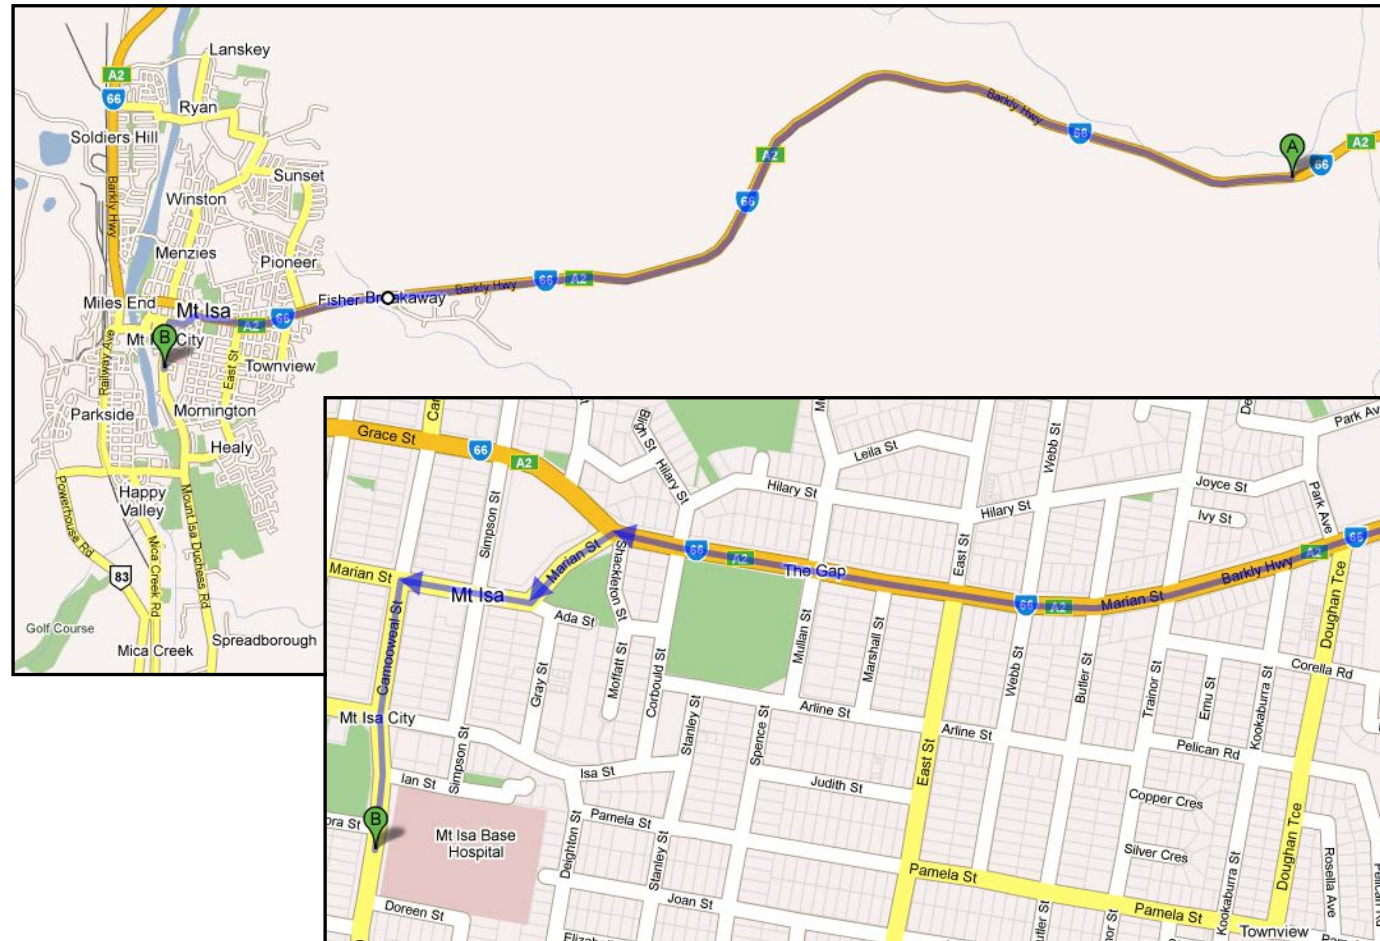 Lanskey
A2
66
Ryan
Soldiers Hill
Barkly Hwy
Sunset
Winston
Menzies
Pioneer
Miles End
Mt Isa
Fisher Breakaway
Barkly Hwy
66
A2
66
A2
66
A2
Barkly Hwy
66
A
66
A2
A2
66
B
City
Railway Ave
East St
Townview
Parkside
Mornington
Healy
Happy
Valley
Powerhouse Rd
Mica Creek Rd
Mount Isa Duchess Rd
83
Golf Course
Mica Creek
Spreadborough
Grace St
66
A2
Simpson St
Bligh St
Hilary St
Leila St
Hilary St
Webb St
Hilary St
Joyce St
Ivy St
Park Ave
Park Av
Marian St
Marian St
Mt Isa
Shackleton St
66
A2
The Gap
East St
66
A2
Marian St
Barkly Hwy
A2
66
Doughan Tce
Camooweal St
Ada St
Gray St
Moffatt St
Corbould St
Mullan St
Marshall St
Webb St
Butler St
Trainor St
Emu St
Kookaburra St
Corella Rd
Mt Isa City
Simpson St
Stanley St
Spence St
Arline St
Arline St
East St
Pelican Rd
Isa St
Ian St
Judith St
Copper Cres
Doughan Tce
B
ora St
Mt Isa Base
Hospital
Pamela St
Deighton St
Stanley St
Silver Cres
Pamela St
Kookaburra St
Rosella Ave
Joan St
Doreen St
Pamela St
Townview